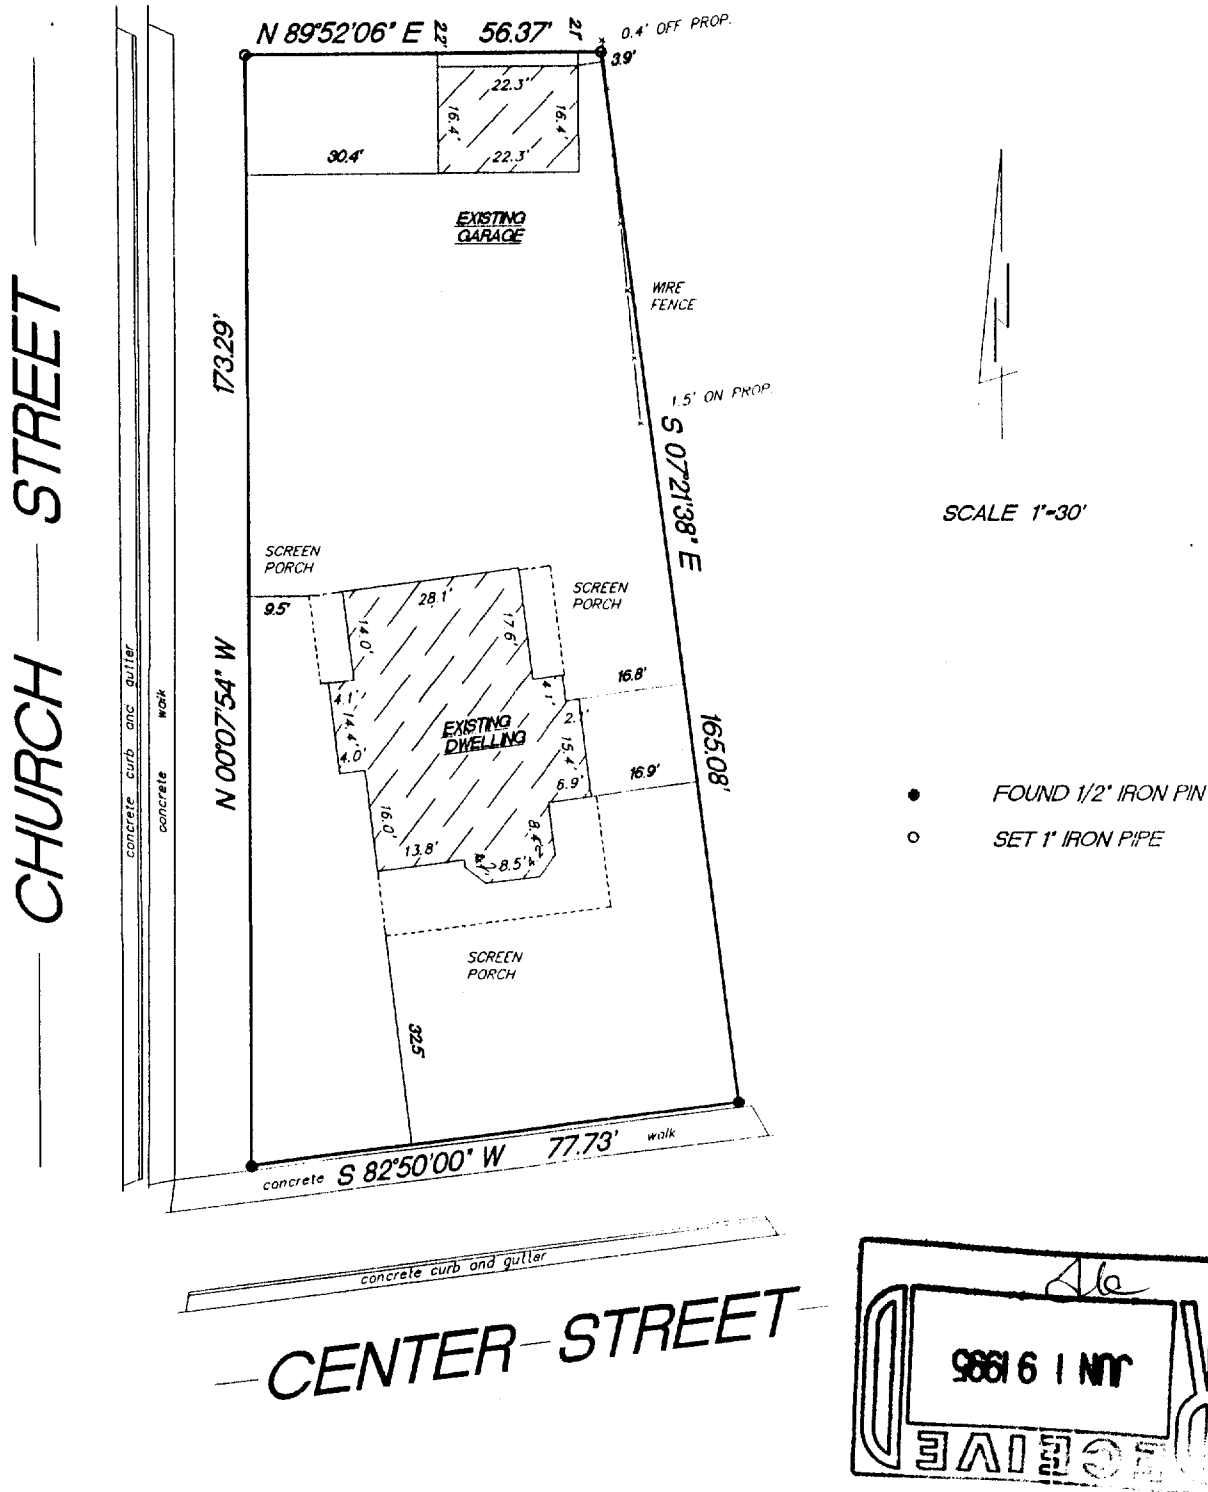 N 89°52'06" E
2.2'
56.37'
2.1'
0.4' OFF PROP.
3.9'
22.3'
16.4'
16.4'
22.3'
30.4'
EXISTING
GARAGE
WIRE
FENCE
1.5' ON PROP.
173.29'
N 00°07'54" W
S 07°21'38" E
165.08'
SCALE 1"=30'
CHURCH STREET
concrete curb and gutter
concrete walk
SCREEN
PORCH
9.5'
28.1'
14.0'
17.6'
SCREEN
PORCH
16.8'
4.1'
4.1'
14.4'
4.0'
EXISTING
DWELLING
15.4'
6.9'
16.9'
16.0'
13.8'
8.5'
8.4'
SCREEN
PORCH
32.5'
FOUND 1/2" IRON PIN
SET 1" IRON PIPE
concrete
S 82°50'00" W
77.73'
walk
concrete curb and gutter
CENTER STREET
RECEIVED
JUN 19 1995